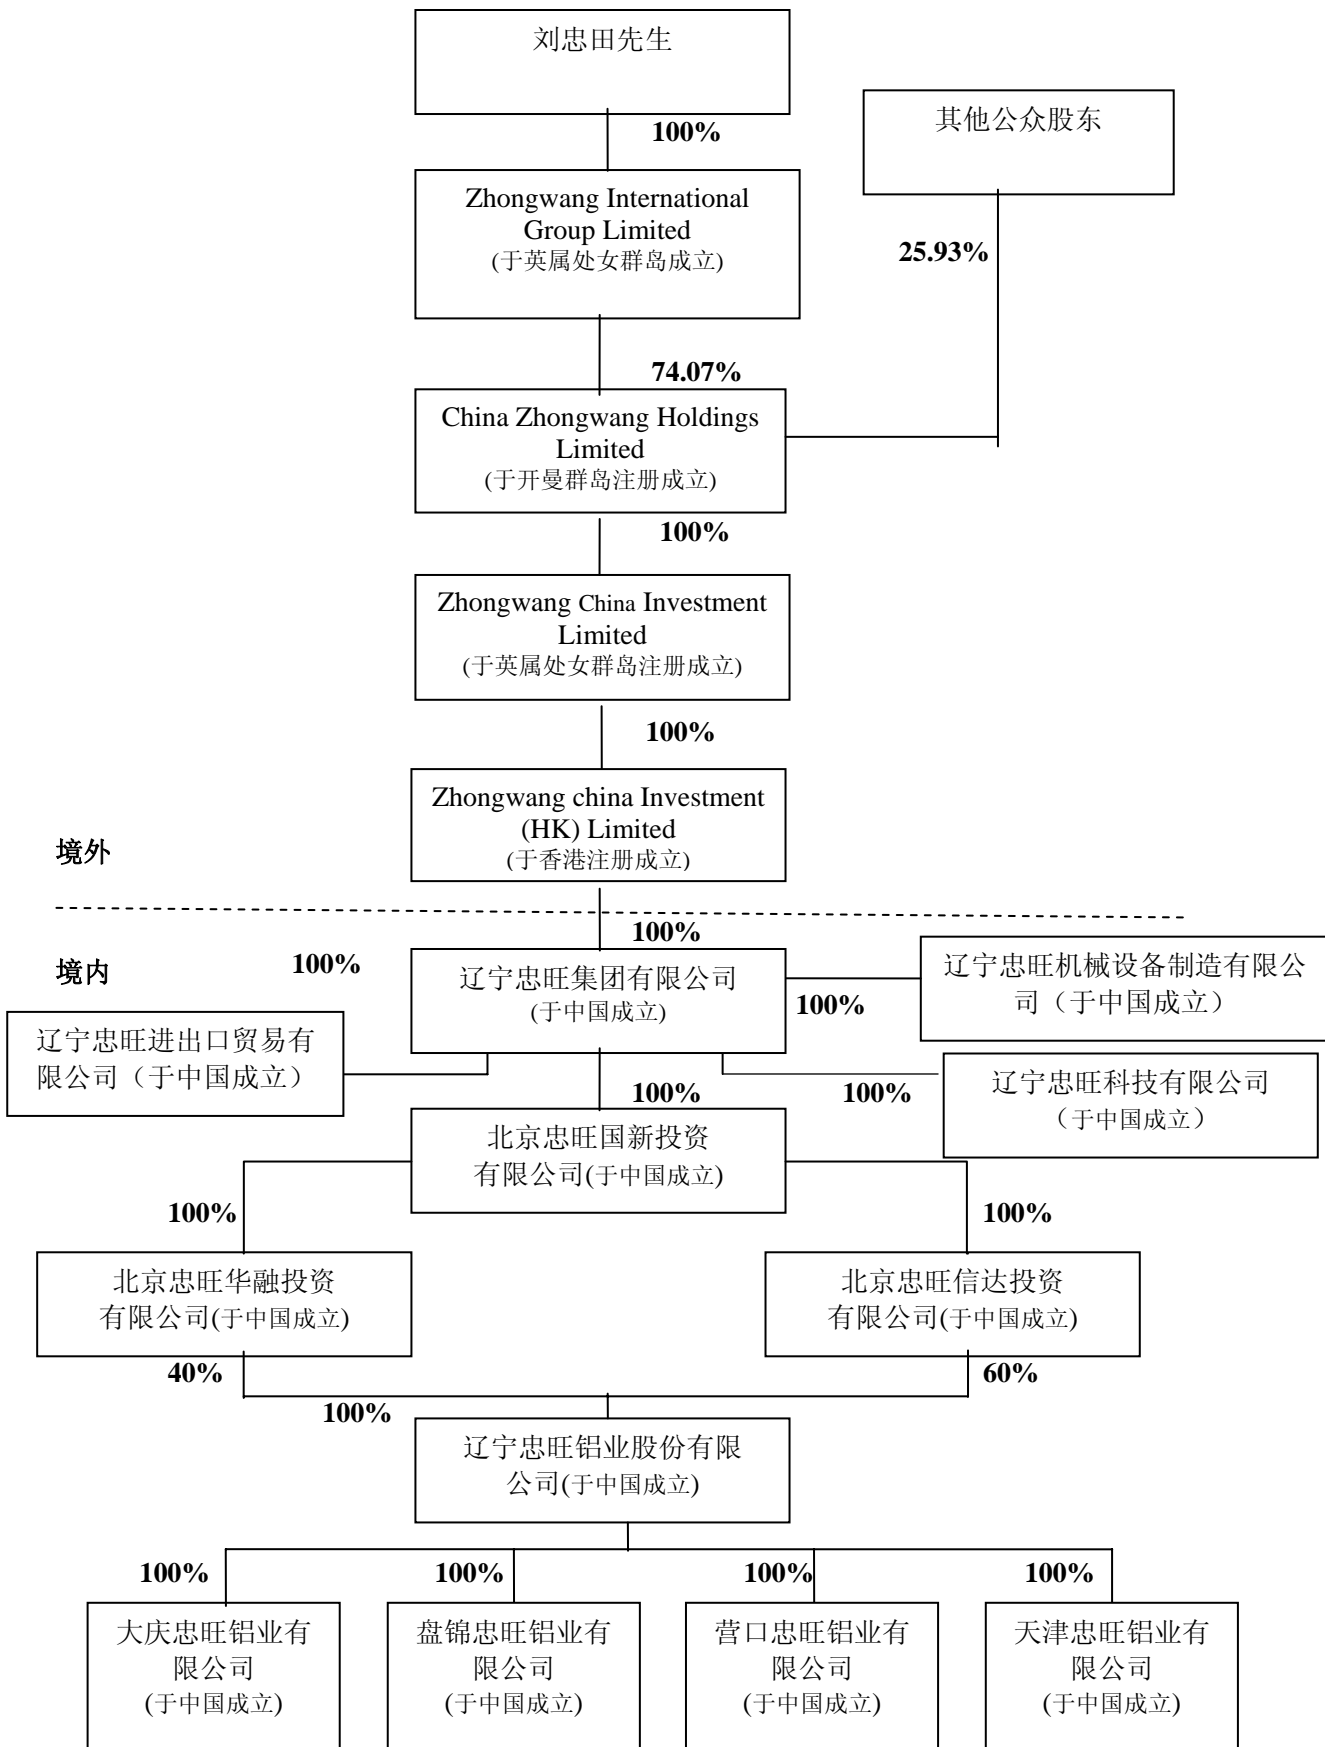 刘忠田先生
100%
其他公众股东
Zhongwang International
Group Limited
(于英属处女群岛成立)
25.93%
74.07%
China Zhongwang Holdings
Limited
(于开曼群岛注册成立)
100%
Zhongwang China Investment
Limited
(于英属处女群岛注册成立)
100%
Zhongwang china Investment
(HK) Limited
(于香港注册成立)
境外
100%
境内
100%
辽宁忠旺集团有限公司
(于中国成立)
100%
辽宁忠旺机械设备制造有限公
司（于中国成立）
辽宁忠旺进出口贸易有
限公司（于中国成立）
100%
100%
辽宁忠旺科技有限公司
（于中国成立）
北京忠旺国新投资
有限公司(于中国成立)
100%
100%
北京忠旺华融投资
有限公司(于中国成立)
北京忠旺信达投资
有限公司(于中国成立)
40%
60%
100%
辽宁忠旺铝业股份有限
公司(于中国成立)
100%
100%
100%
100%
大庆忠旺铝业有
限公司
(于中国成立)
盘锦忠旺铝业有
限公司
(于中国成立)
营口忠旺铝业有
限公司
(于中国成立)
天津忠旺铝业有
限公司
(于中国成立)